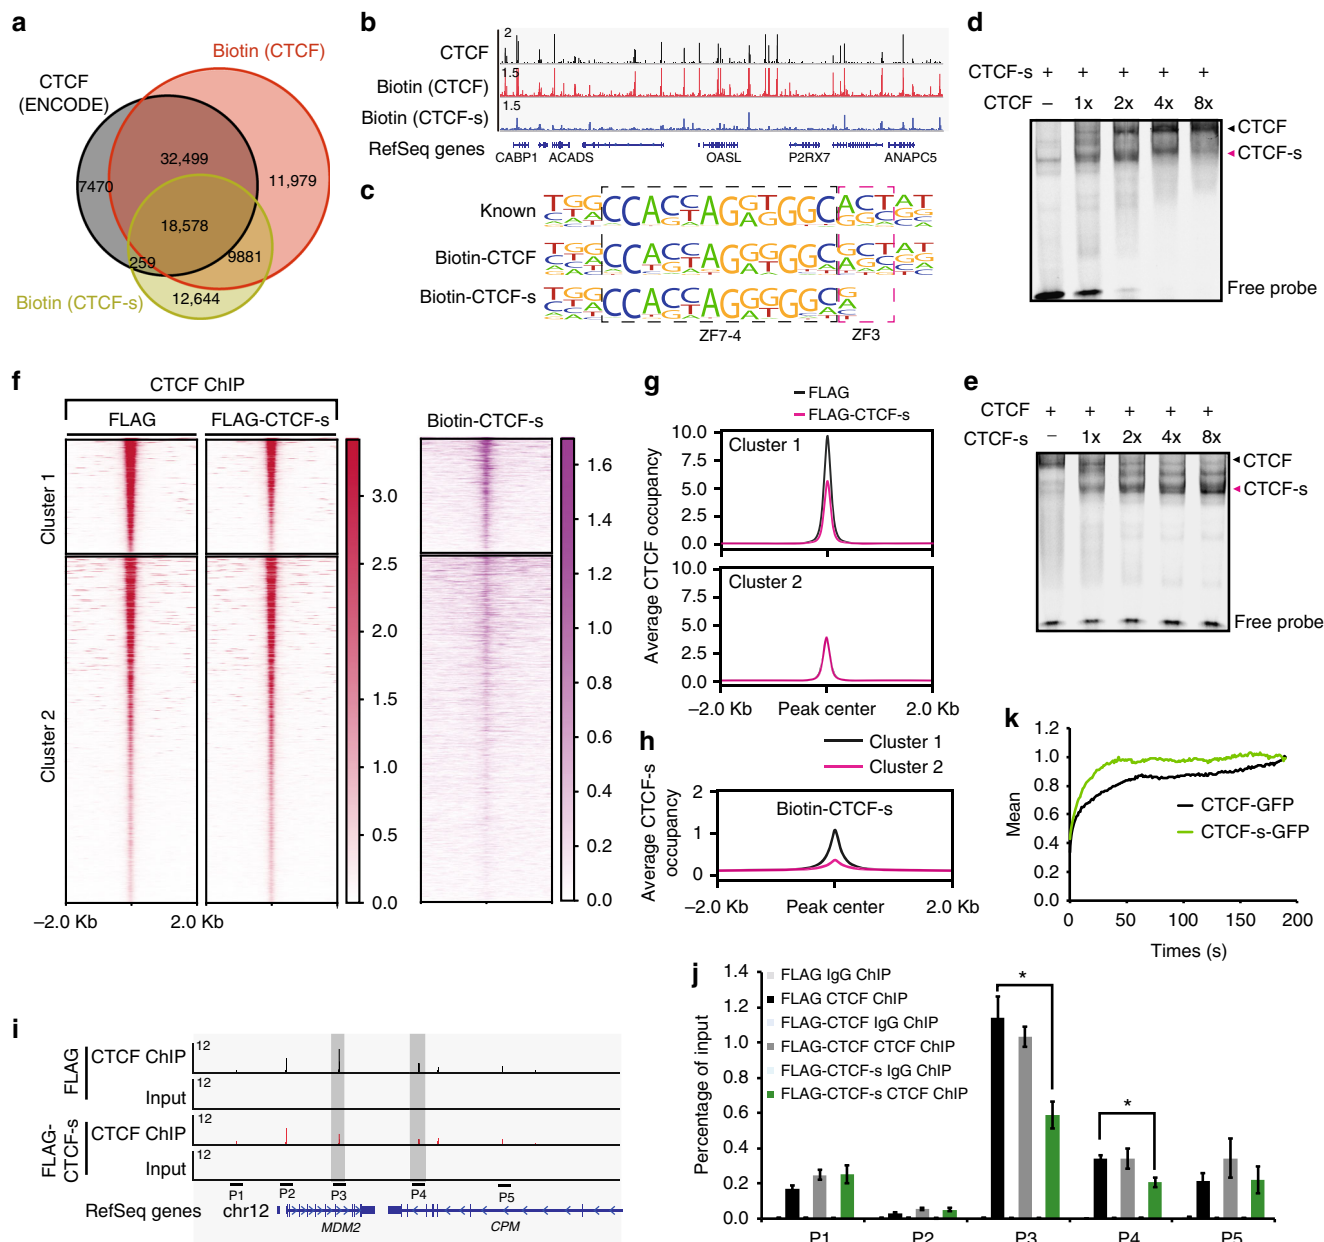 a
Biotin (CTCF)
CTCF
(ENCODE)
32,499
7470
11,979
18,578
259
9881
12,644
Biotin (CTCF-s)
b
CTCF
2
Biotin (CTCF)
1.5
Biotin (CTCF-s)
1.5
RefSeq genes
CABP1
ACADS
OASL
P2RX7
ANAPC5
c
Known
Biotin-CTCF
Biotin-CTCF-s
ZF7-4
ZF3
d
CTCF-s + + + + +
CTCF – 1x 2x 4x 8x
CTCF
CTCF-s
Free probe
e
CTCF + + + + +
CTCF-s – 1x 2x 4x 8x
CTCF
CTCF-s
Free probe
f
CTCF ChIP
FLAG
FLAG-CTCF-s
Biotin-CTCF-s
Cluster 1
Cluster 2
3.0
2.5
2.0
1.5
1.0
0.5
0.0
1.6
1.4
1.2
1.0
0.8
0.6
0.4
0.2
0.0
–2.0 Kb
2.0 Kb
g
FLAG
FLAG-CTCF-s
Average CTCF occupancy
10.0
7.5
5.0
2.5
0.0
Cluster 1
10.0
7.5
5.0
2.5
0.0
Cluster 2
–2.0 Kb
Peak center
2.0 Kb
h
Cluster 1
Cluster 2
Average CTCF-s
occupancy
2
1
0
Biotin-CTCF-s
–2.0 Kb
Peak center
2.0 Kb
k
Mean
1.2
1.0
0.8
0.6
0.4
0.2
0.0
CTCF-GFP
CTCF-s-GFP
0
50
100
150
200
Times (s)
i
FLAG
CTCF ChIP
12
Input
12
FLAG-
CTCF-s
CTCF ChIP
12
Input
12
P1
P2
P3
P4
P5
RefSeq genes
chr12
MDM2
CPM
j
Percentage of input
1.4
1.2
1.0
0.8
0.6
0.4
0.2
0.0
FLAG IgG ChIP
FLAG CTCF ChIP
FLAG-CTCF IgG ChIP
FLAG-CTCF CTCF ChIP
FLAG-CTCF-s IgG ChIP
FLAG-CTCF-s CTCF ChIP
*
*
P1
P2
P3
P4
P5